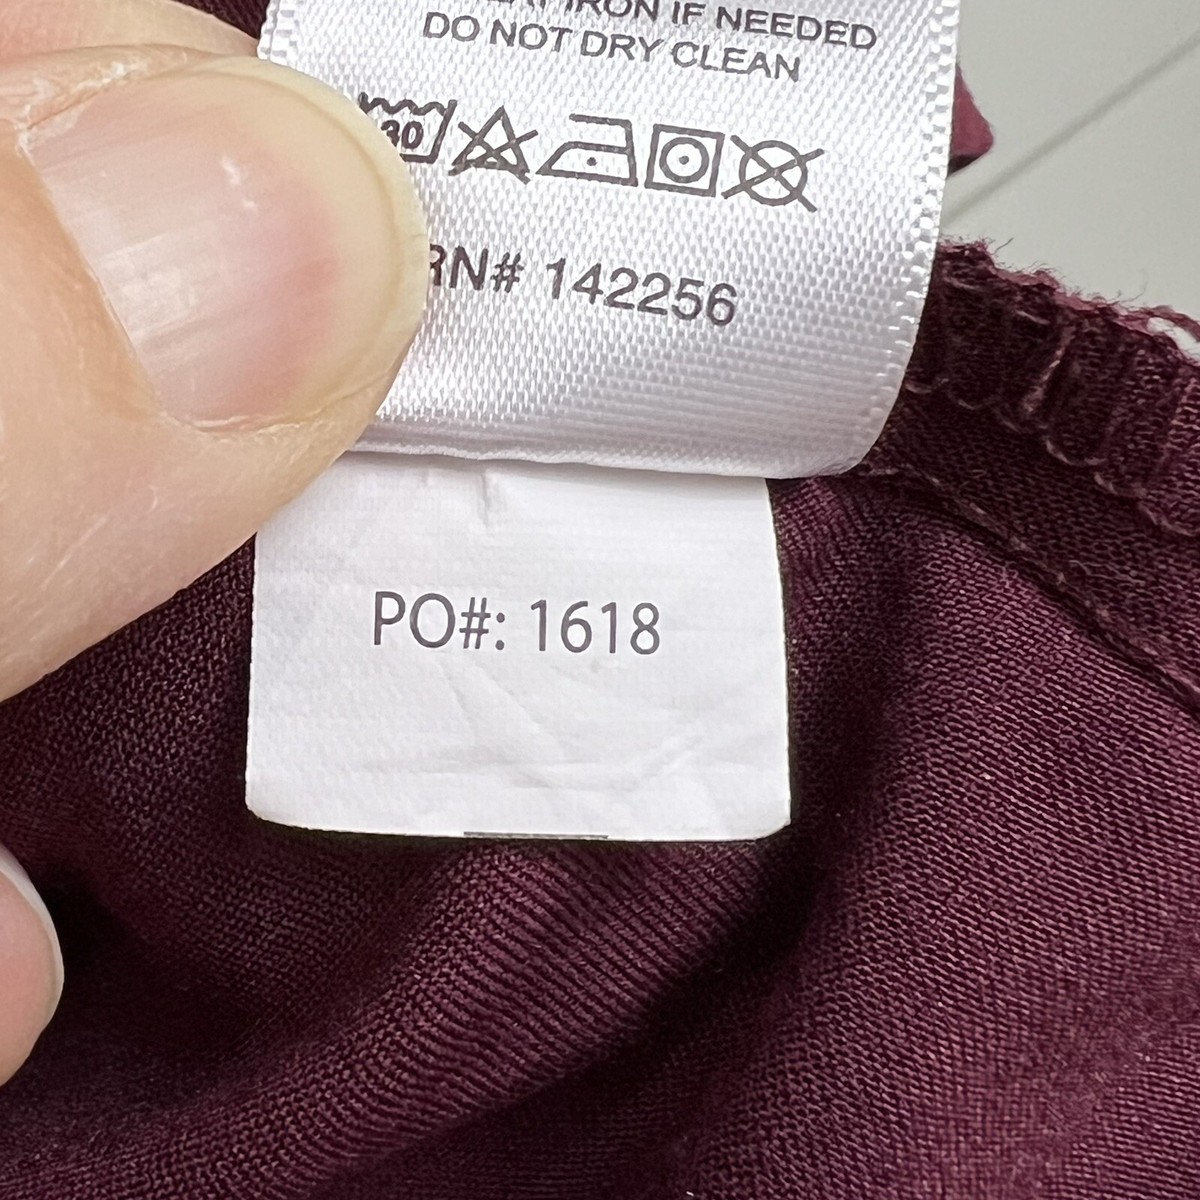 IRON IF NEEDED
DO NOT DRY CLEAN
30
RN# 142256
PO#: 1618